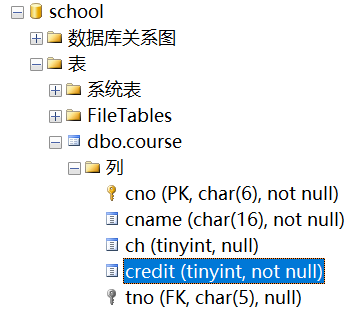 school
数据库关系图
表
系统表
FileTables
dbo.course
列
cno (PK, char(6), not null)
cname (char(16), not null)
ch (tinyint, null)
credit (tinyint, not null)
tno (FK, char(5), null)